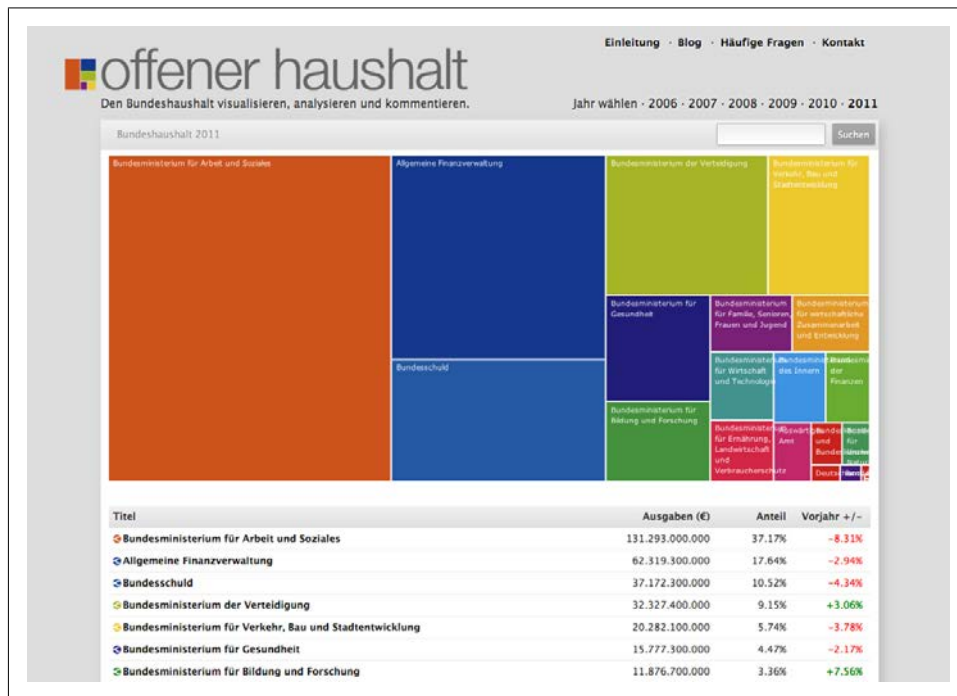 Einleitung · Blog · Häufige Fragen · Kontakt
offener haushalt
Den Bundeshaushalt visualisieren, analysieren und kommentieren.
Jahr wählen · 2006 · 2007 · 2008 · 2009 · 2010 · 2011
Bundeshaushalt 2011
Suchen
Bundesministerium für Arbeit und Soziales
Allgemeine Finanzverwaltung
Bundesministerium der Verteidigung
Bundesministerium für
Verkehr, Bau und
Stadtentwicklung
Bundesministerium für
Gesundheit
Bundesministerium
für Familie, Senioren,
Frauen und Jugend
Bundesministerium
für wirtschaftliche
Zusammenarbeit
und Entwicklung
Bundesschuld
für Wirtschaft
und Technologie
des Innern
der
Finanzen
Bundesministerium für
Bildung und Forschung
für Ernährung,
Landwirtschaft
und
Verbraucherschutz
Amt
und
für
Titel Ausgaben (€) Anteil Vorjahr +/-
Bundesministerium für Arbeit und Soziales 131.293.000.000 37.17% -8.31%
Allgemeine Finanzverwaltung 62.319.300.000 17.64% -2.94%
Bundesschuld 37.172.300.000 10.52% -4.34%
Bundesministerium der Verteidigung 32.327.400.000 9.15% +3.06%
Bundesministerium für Verkehr, Bau und Stadtentwicklung 20.282.100.000 5.74% -3.78%
Bundesministerium für Gesundheit 15.777.300.000 4.47% -2.17%
Bundesministerium für Bildung und Forschung 11.876.700.000 3.36% +7.56%